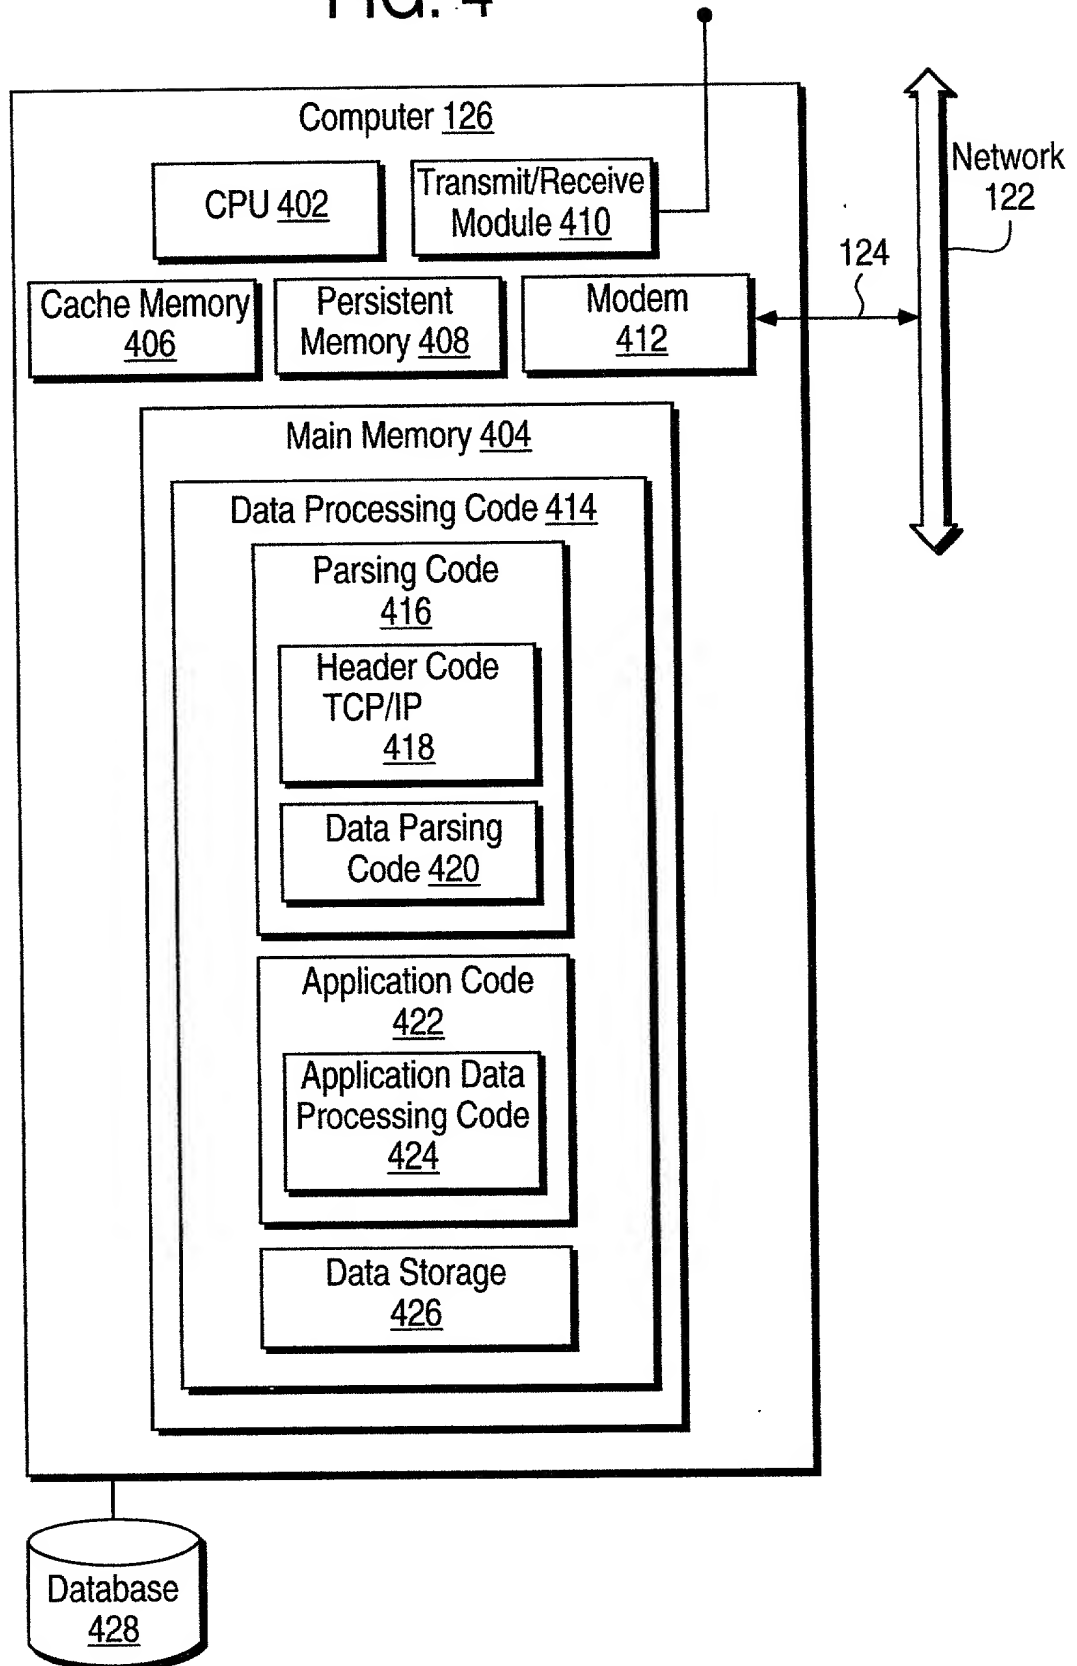 FIG. 4
Computer 126
CPU 402
Transmit/Receive
Module 410
Network
122
124
Cache Memory
406
Persistent
Memory 408
Modem
412
Main Memory 404
Data Processing Code 414
Parsing Code
416
Header Code
TCP/IP
418
Data Parsing
Code 420
Application Code
422
Application Data
Processing Code
424
Data Storage
426
Database
428